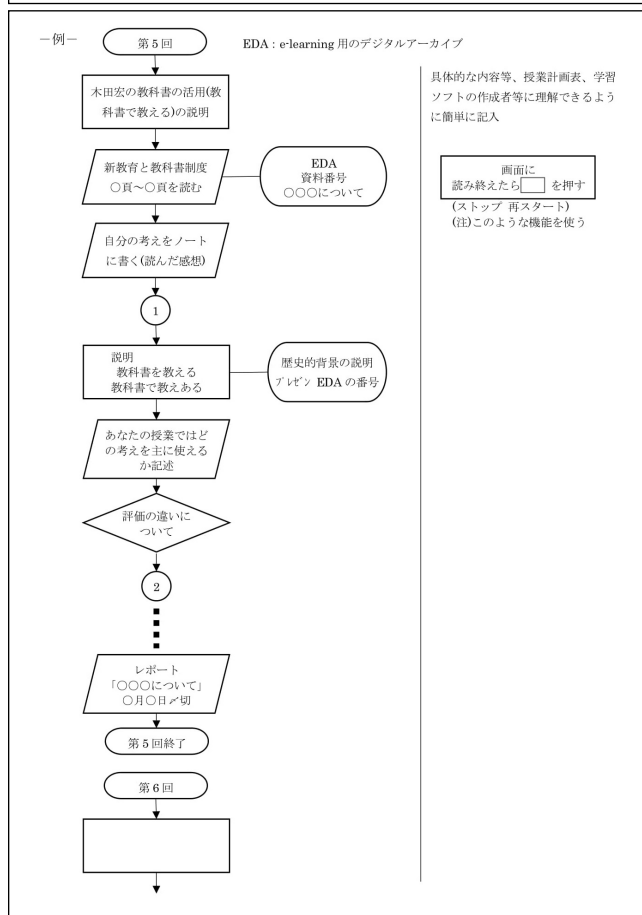 －例－
第5回
EDA：e-learning 用のデジタルアーカイブ
木田宏の教科書の活用(教
科書で教える)の説明
新教育と教科書制度
○頁～○頁を読む
EDA
資料番号
○○○について
自分の考えをノート
に書く(読んだ感想)
1
説明
教科書を教える
教科書で教えある
歴史的背景の説明
プレゼン EDA の番号
あなたの授業ではど
の考えを主に使える
か記述
評価の違いに
ついて
2
レポート
「○○○について」
○月○日〆切
第5回終了
第6回
具体的な内容等、授業計画表、学習
ソフトの作成者等に理解できるよう
に簡単に記入
画面に
読み終えたら を押す
(ストップ 再スタート)
(注)このような機能を使う